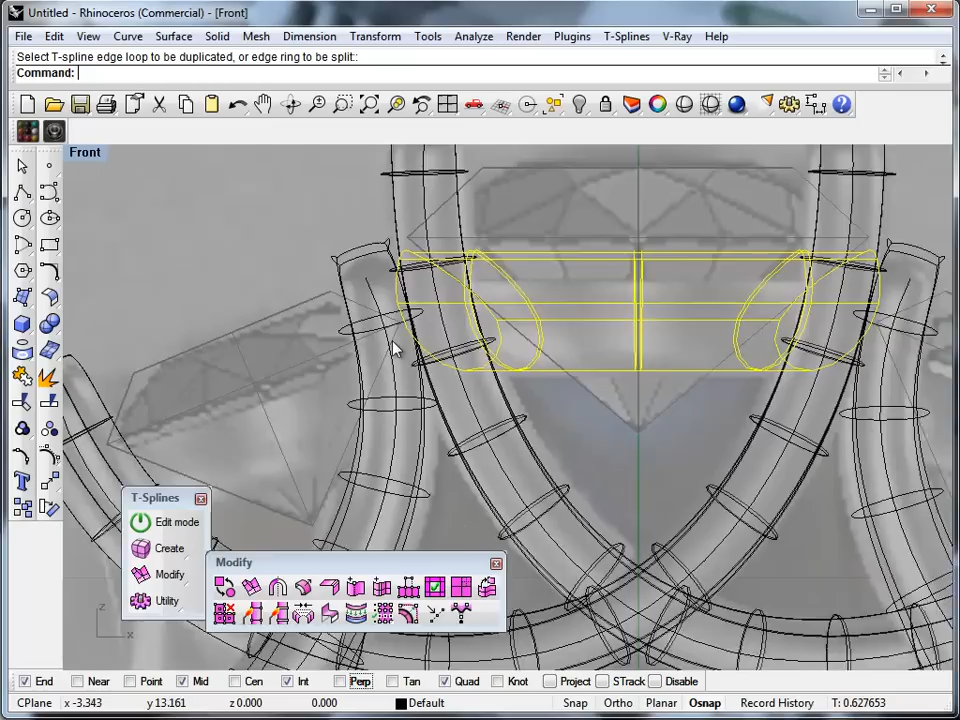 Untitled - Rhinoceros (Commercial) - [Front]
File Edit View Curve Surface Solid Mesh Dimension Transform Tools Analyze Render Plugins T-Splines V-Ray Help
Select T-spline edge loop to be duplicated, or edge ring to be split::
Command:
Front
T-Splines
Edit mode
Create
Modify
Utility
Modify
z
x
End Near Point Mid Cen Int Perp Tan Quad Knot Project STrack Disable
CPlane x -3.343 y 13.161 z 0.000 0.000 Default Snap Ortho Planar Osnap Record History T: 0.627653